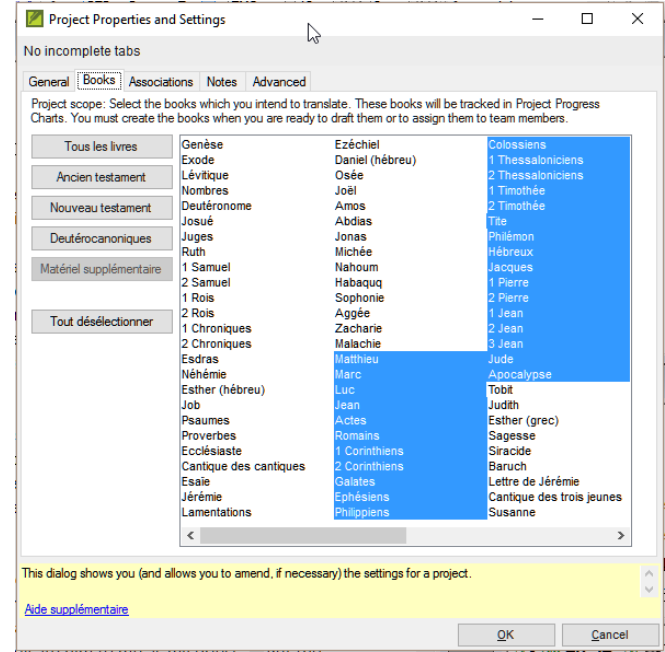 Project Properties and Settings
No incomplete tabs
General Books Associations Notes Advanced
Project scope: Select the books which you intend to translate. These books will be tracked in Project Progress
Charts. You must create the books when you are ready to draft them or to assign them to team members.
Tous les livres
Ancien testament
Nouveau testament
Deutérocanoniques
Matériel supplémentaire
Tout désélectionner
Genèse
Exode
Lévitique
Nombres
Deutéronome
Josué
Juges
Ruth
1 Samuel
2 Samuel
1 Rois
2 Rois
1 Chroniques
2 Chroniques
Esdras
Néhémie
Esther (hébreu)
Job
Psaumes
Proverbes
Ecclésiaste
Cantique des cantiques
Esaïe
Jérémie
Lamentations
Ezéchiel
Daniel (hébreu)
Osée
Joël
Amos
Abdias
Jonas
Michée
Nahoum
Habaquq
Sophonie
Aggée
Zacharie
Malachie
Matthieu
Marc
Luc
Jean
Actes
Romains
1 Corinthiens
2 Corinthiens
Galates
Ephésiens
Philippiens
Colossiens
1 Thessaloniciens
2 Thessaloniciens
1 Timothée
2 Timothée
Tite
Philémon
Hébreux
Jacques
1 Pierre
2 Pierre
1 Jean
2 Jean
3 Jean
Jude
Apocalypse
Tobit
Judith
Esther (grec)
Sagesse
Siracide
Baruch
Lettre de Jérémie
Cantique des trois jeunes
Susanne
This dialog shows you (and allows you to amend, if necessary) the settings for a project.
Aide supplémentaire
OK Cancel